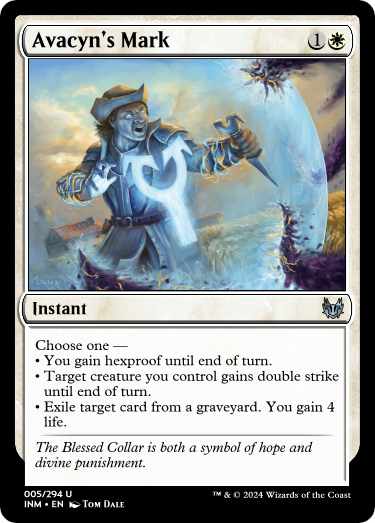 Avacyn's Mark
1
Instant
Choose one —
• You gain hexproof until end of turn.
• Target creature you control gains double strike
until end of turn.
• Exile target card from a graveyard. You gain 4
life.
The Blessed Collar is both a symbol of hope and
divine punishment.
005/294 U
INM • EN Tom Dale
™ & © 2024 Wizards of the Coast